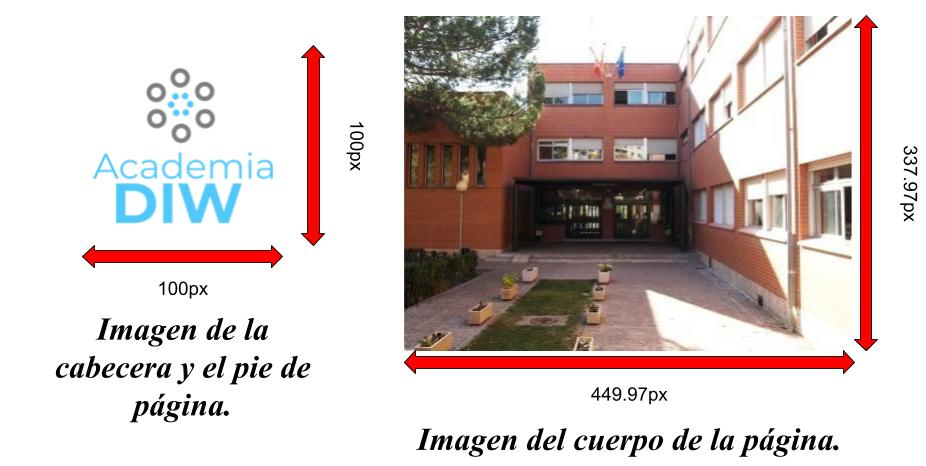 Academia
DIW
100px
100px
Imagen de la
cabecera y el pie de
página.
337.97px
449.97px
Imagen del cuerpo de la página.